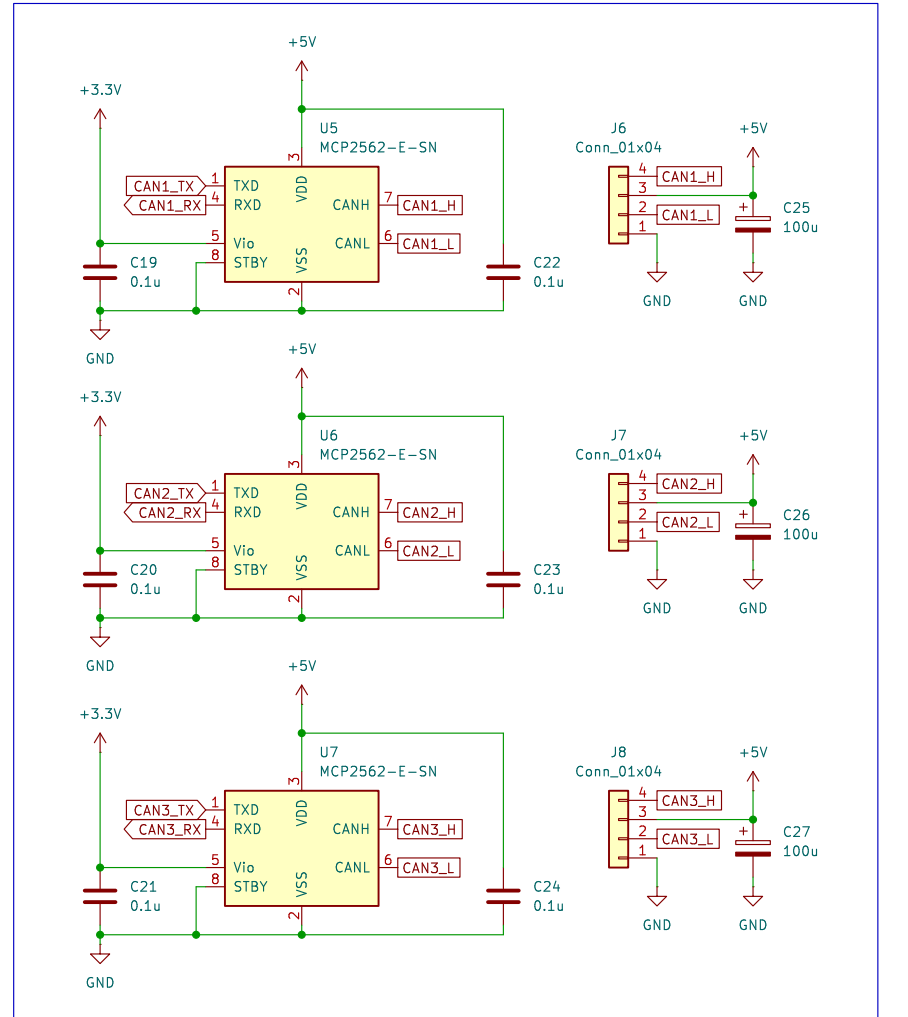 +5V
+3.3V
U5
MCP2562-E-SN
3
VDD
CAN1_TX
1
TXD
CAN1_RX
4
RXD
CANH
7
CAN1_H
5
Vio
CANL
6
CAN1_L
8
STBY
VSS
2
C19
0.1u
C22
0.1u
GND
J6
Conn_01x04
4
CAN1_H
3
2
CAN1_L
1
GND
+5V
+
C25
100u
GND
+5V
+3.3V
U6
MCP2562-E-SN
3
VDD
CAN2_TX
1
TXD
CAN2_RX
4
RXD
CANH
7
CAN2_H
5
Vio
CANL
6
CAN2_L
8
STBY
VSS
2
C20
0.1u
C23
0.1u
GND
J7
Conn_01x04
4
CAN2_H
3
2
CAN2_L
1
GND
+5V
+
C26
100u
GND
+5V
+3.3V
U7
MCP2562-E-SN
3
VDD
CAN3_TX
1
TXD
CAN3_RX
4
RXD
CANH
7
CAN3_H
5
Vio
CANL
6
CAN3_L
8
STBY
VSS
2
C21
0.1u
C24
0.1u
GND
J8
Conn_01x04
4
CAN3_H
3
2
CAN3_L
1
GND
+5V
+
C27
100u
GND